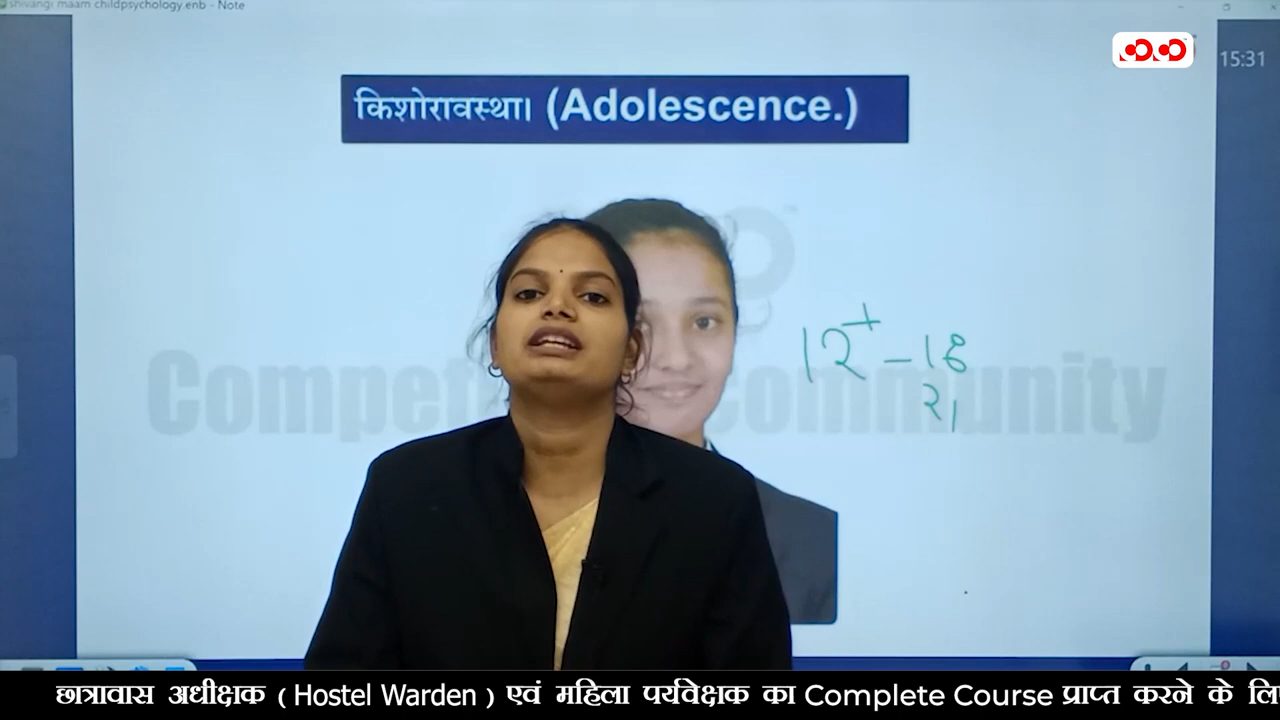 shivangi maam childpsychology.enb - Note
15:31
किशोरावस्था। (Adolescence.)
12+ - 18
21
Compet community
छात्रावास अधीक्षक ( Hostel Warden ) एवं महिला पर्यवेक्षक का Complete Course प्राप्त करने के लि